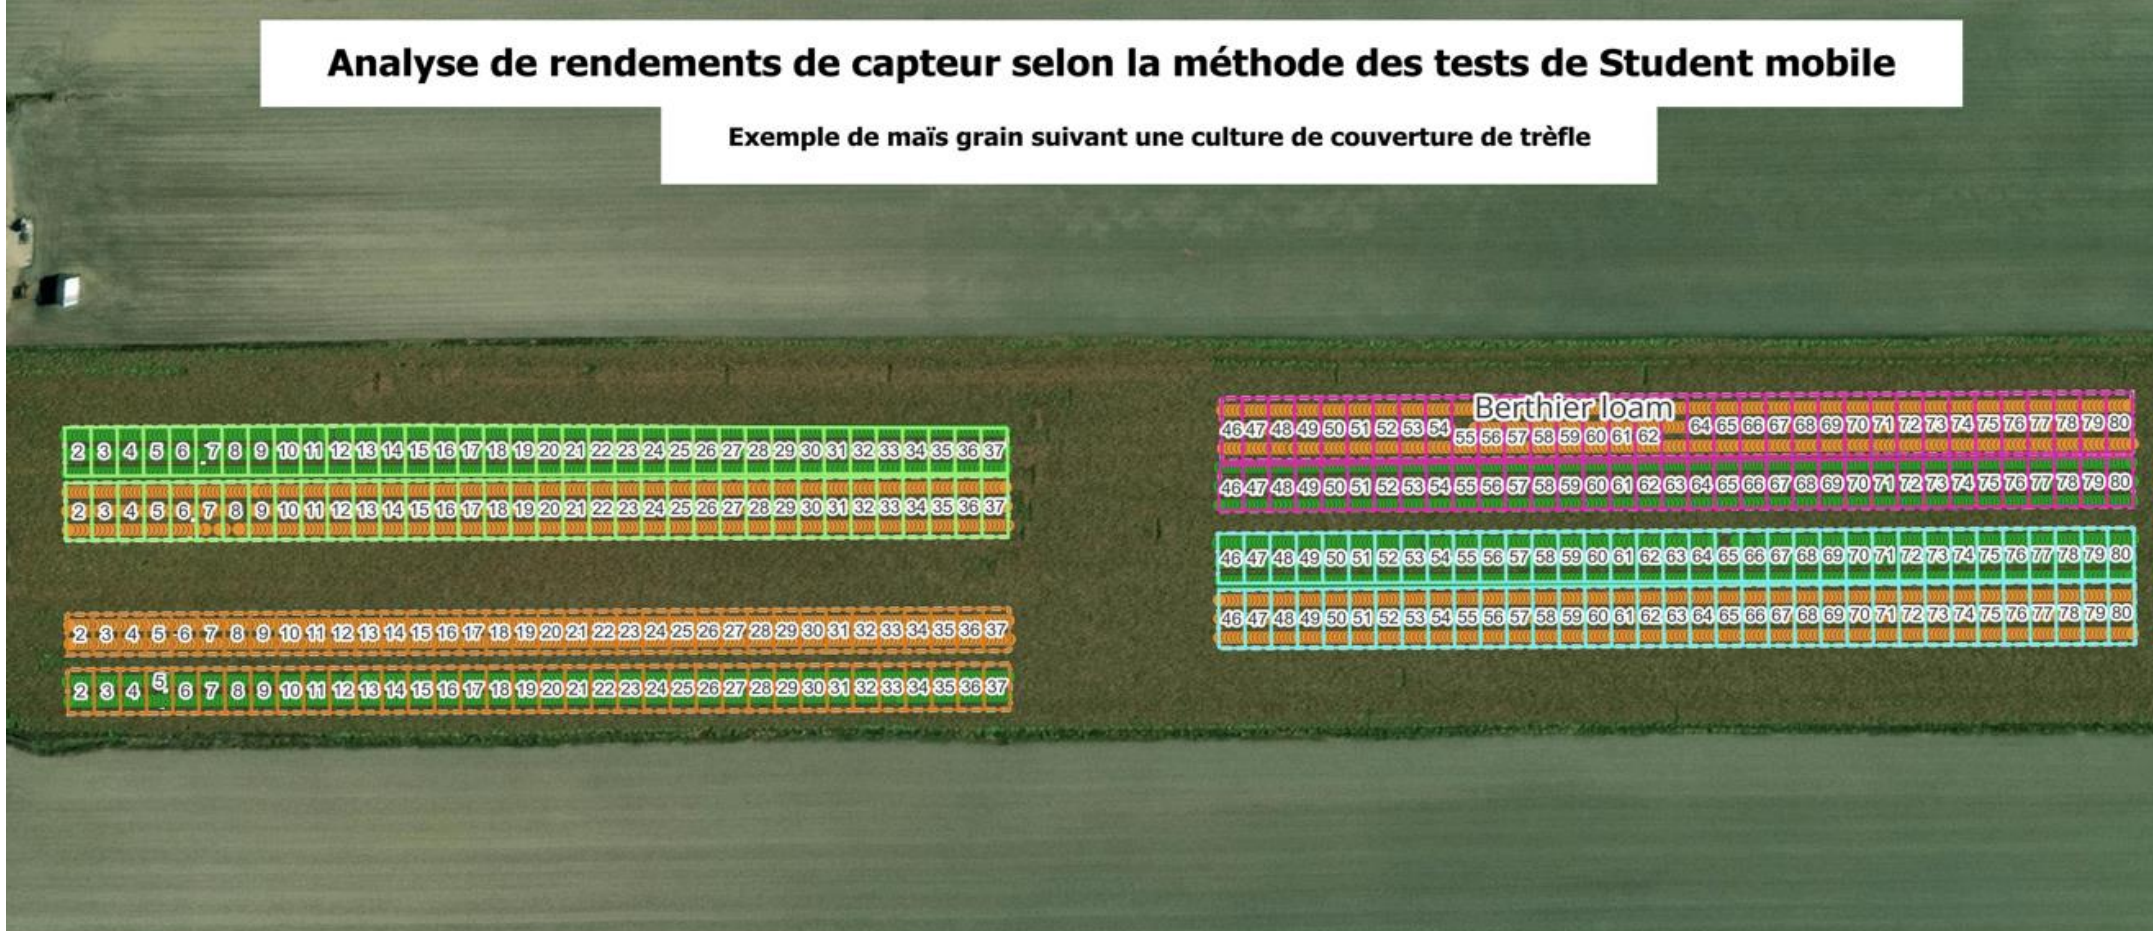 Analyse de rendements de capteur selon la méthode des tests de Student mobile
Exemple de maïs grain suivant une culture de couverture de trèfle
Berthier loam
2 3 4 5 6 7 8 9 10 11 12 13 14 15 16 17 18 19 20 21 22 23 24 25 26 27 28 29 30 31 32 33 34 35 36 37
2 3 4 5 6 7 8 9 10 11 12 13 14 15 16 17 18 19 20 21 22 23 24 25 26 27 28 29 30 31 32 33 34 35 36 37
2 3 4 5 6 7 8 9 10 11 12 13 14 15 16 17 18 19 20 21 22 23 24 25 26 27 28 29 30 31 32 33 34 35 36 37
2 3 4 5 6 7 8 9 10 11 12 13 14 15 16 17 18 19 20 21 22 23 24 25 26 27 28 29 30 31 32 33 34 35 36 37
46 47 48 49 50 51 52 53 54 55 56 57 58 59 60 61 62 64 65 66 67 68 69 70 71 72 73 74 75 76 77 78 79 80
46 47 48 49 50 51 52 53 54 55 56 57 58 59 60 61 62 63 64 65 66 67 68 69 70 71 72 73 74 75 76 77 78 79 80
46 47 48 49 50 51 52 53 54 55 56 57 58 59 60 61 62 63 64 65 66 67 68 69 70 71 72 73 74 75 76 77 78 79 80
46 47 48 49 50 51 52 53 54 55 56 57 58 59 60 61 62 63 64 65 66 67 68 69 70 71 72 73 74 75 76 77 78 79 80